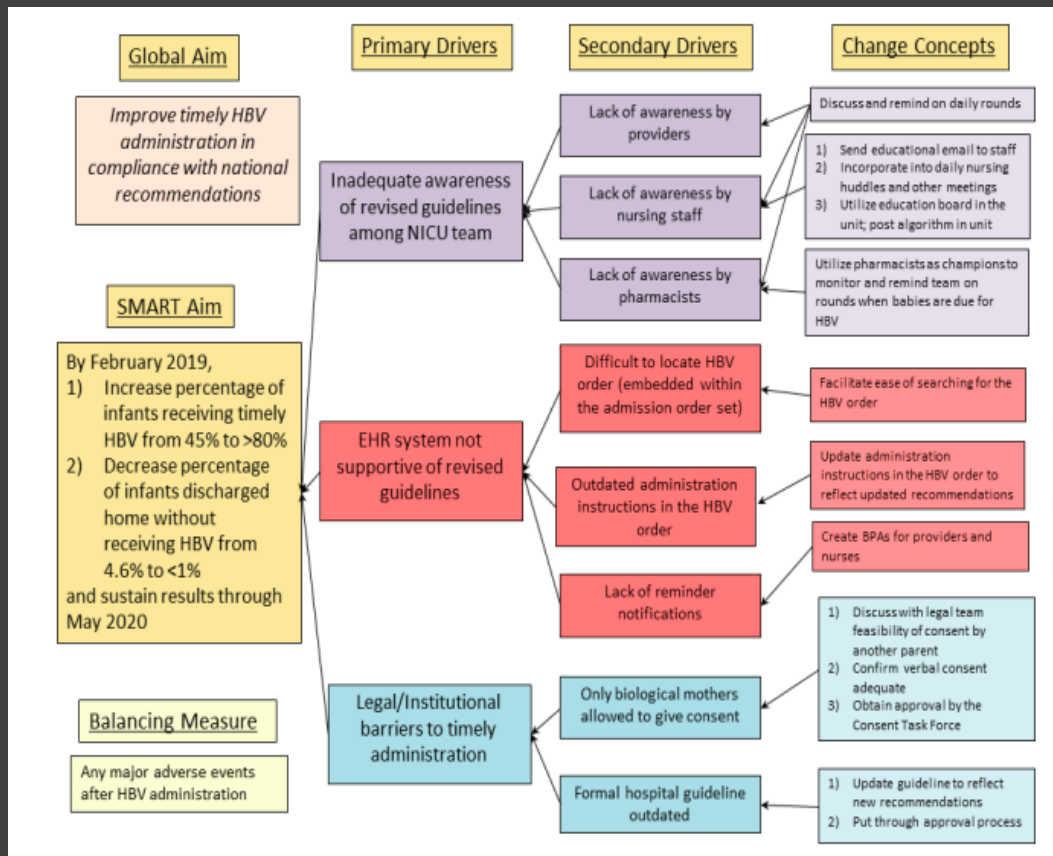 Global Aim
Improve timely HBV
administration in
compliance with national
recommendations
SMART Aim
By February 2019,
1) Increase percentage of
infants receiving timely
HBV from 45% to >80%
2) Decrease percentage
of infants discharged
home without
receiving HBV from
4.6% to <1%
and sustain results through
May 2020
Balancing Measure
Any major adverse events
after HBV administration
Primary Drivers
Inadequate awareness
of revised guidelines
among NICU team
EHR system not
supportive of revised
guidelines
Legal/Institutional
barriers to timely
administration
Secondary Drivers
Lack of awareness by
providers
Lack of awareness by
nursing staff
Lack of awareness by
pharmacists
Difficult to locate HBV
order (embedded within
the admission order set)
Outdated administration
instructions in the HBV
order
Lack of reminder
notifications
Only biological mothers
allowed to give consent
Formal hospital guideline
outdated
Change Concepts
Discuss and remind on daily rounds
1) Send educational email to staff
2) Incorporate into daily nursing
huddles and other meetings
3) Utilize education board in the
unit; post algorithm in unit
Utilize pharmacists as champions to
monitor and remind team on
rounds when babies are due for
HBV
Facilitate ease of searching for the
HBV order
Update administration
instructions in the HBV order to
reflect updated recommendations
Create BPAs for providers and
nurses
1) Discuss with legal team
feasibility of consent by
another parent
2) Confirm verbal consent
adequate
3) Obtain approval by the
Consent Task Force
1) Update guideline to reflect
new recommendations
2) Put through approval process